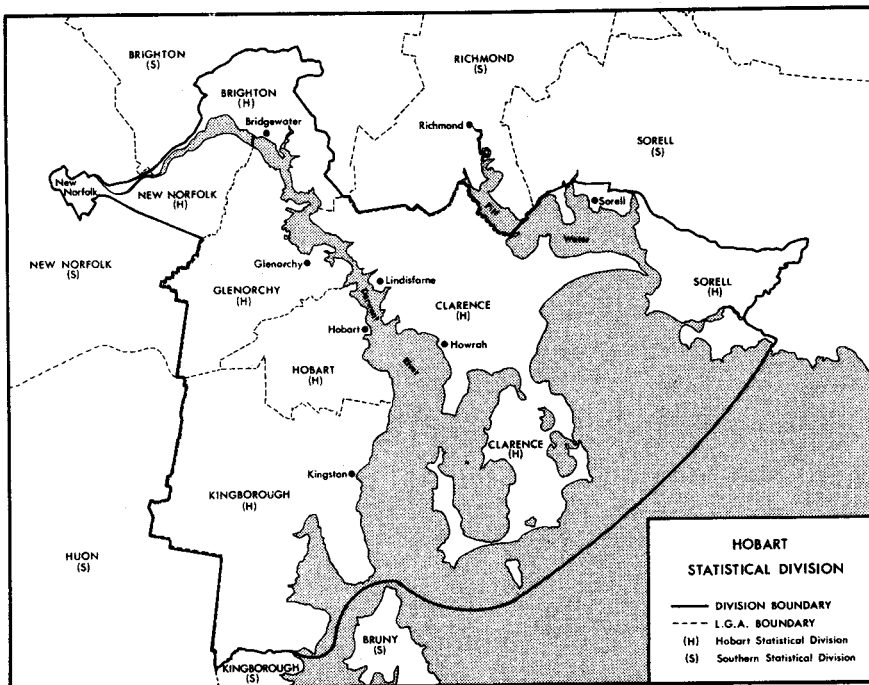 BRIGHTON
(S)
RICHMOND
(S)
BRIGHTON
(H)
Bridgewater
Richmond
SORELL
(S)
New
Norfolk
NEW NORFOLK
(H)
Sorell
Water
NEW NORFOLK
(S)
Glenorchy
GLENORCHY
(H)
Lindisfarne
CLARENCE
(H)
SORELL
(H)
Hobart
Howrah
HOBART
(H)
CLARENCE
(H)
Kingston
KINGBOROUGH
(H)
HUON
(S)
BRUNY
(S)
KINGBOROUGH
(S)
HOBART
STATISTICAL DIVISION
DIVISION BOUNDARY
L.G.A. BOUNDARY
(H) Hobart Statistical Division
(S) Southern Statistical Division